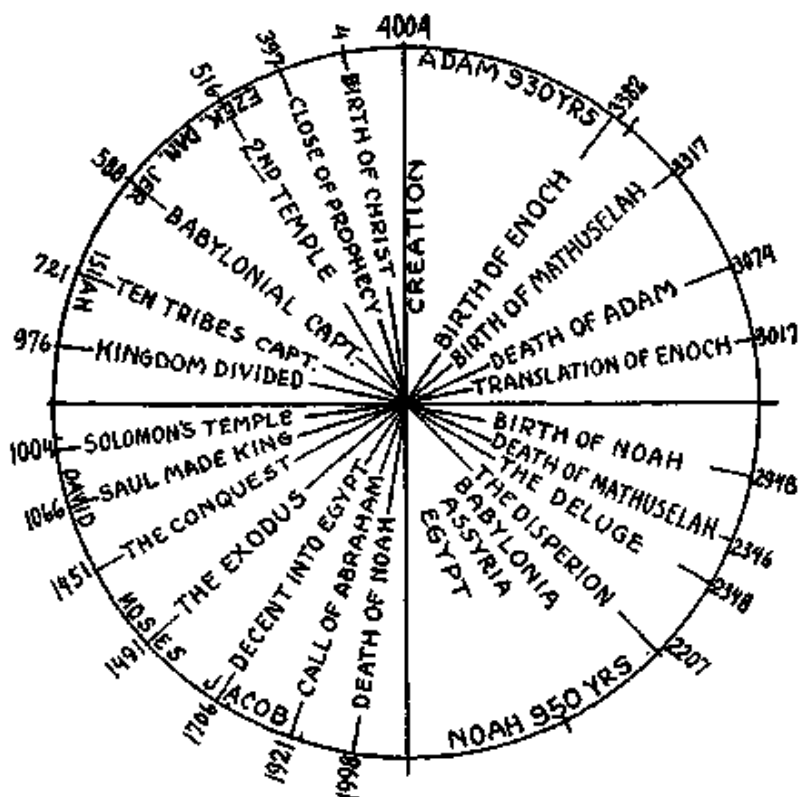 4004
CREATION
ADAM 930 YRS
3382
BIRTH OF ENOCH
3317
BIRTH OF MATHUSELAH
3074
DEATH OF ADAM
3017
TRANSLATION OF ENOCH
BIRTH OF NOAH
2948
DEATH OF MATHUSELAH
2346
THE DELUGE
2348
THE DISPERION
2207
BABYLONIA
ASSYRIA
EGYPT
NOAH 950 YRS
DEATH OF NOAH
1998
CALL OF ABRAHAM
1921
DECENT INTO EGYPT
1706
JACOB
THE EXODUS
1491
MOSIES
THE CONQUEST
1451
SAUL MADE KING
1066
DAVID
SOLOMON'S TEMPLE
1004
KINGDOM DIVIDED
976
TEN TRIBES CAPT.
721
ISIAH
BABYLONIAL CAPT.
588
EZEK. DAN. JER
2ND TEMPLE
516
CLOSE OF PROPHECY
397
BIRTH OF CHRIST
4